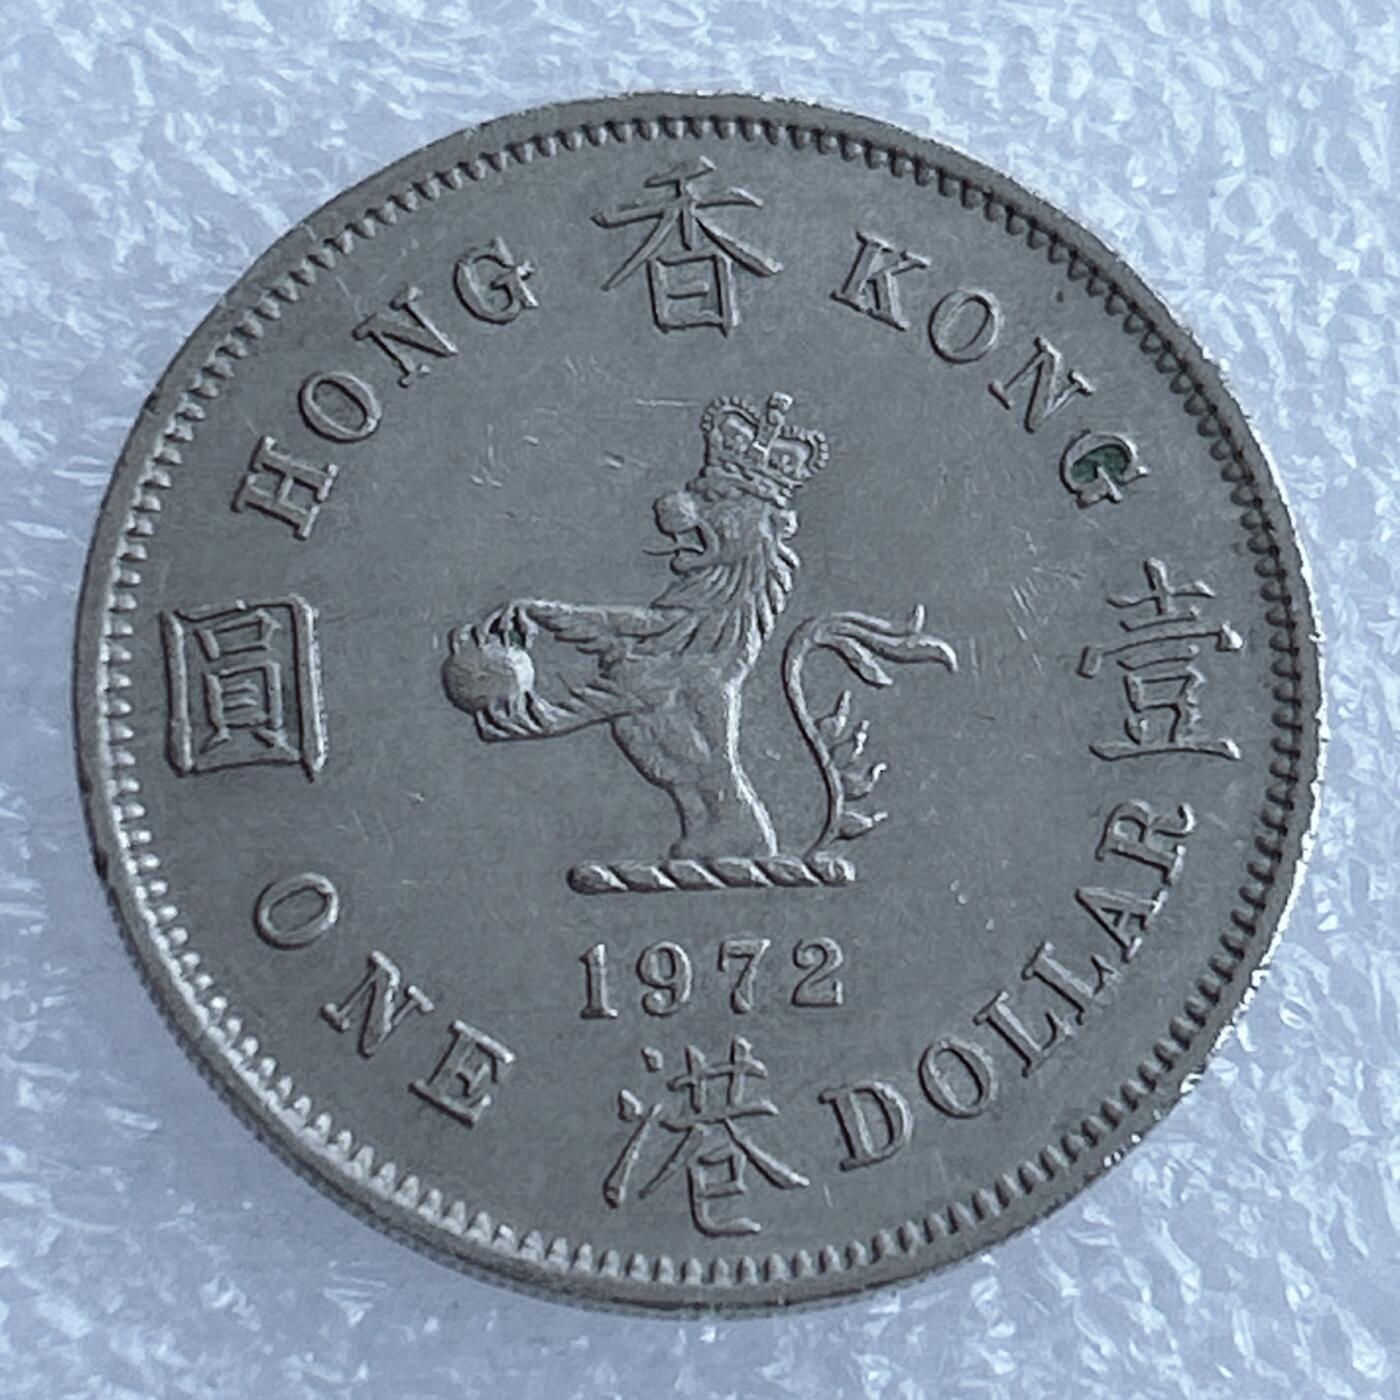 HONG KONG
香港
壹圓
1972
ONE DOLLAR